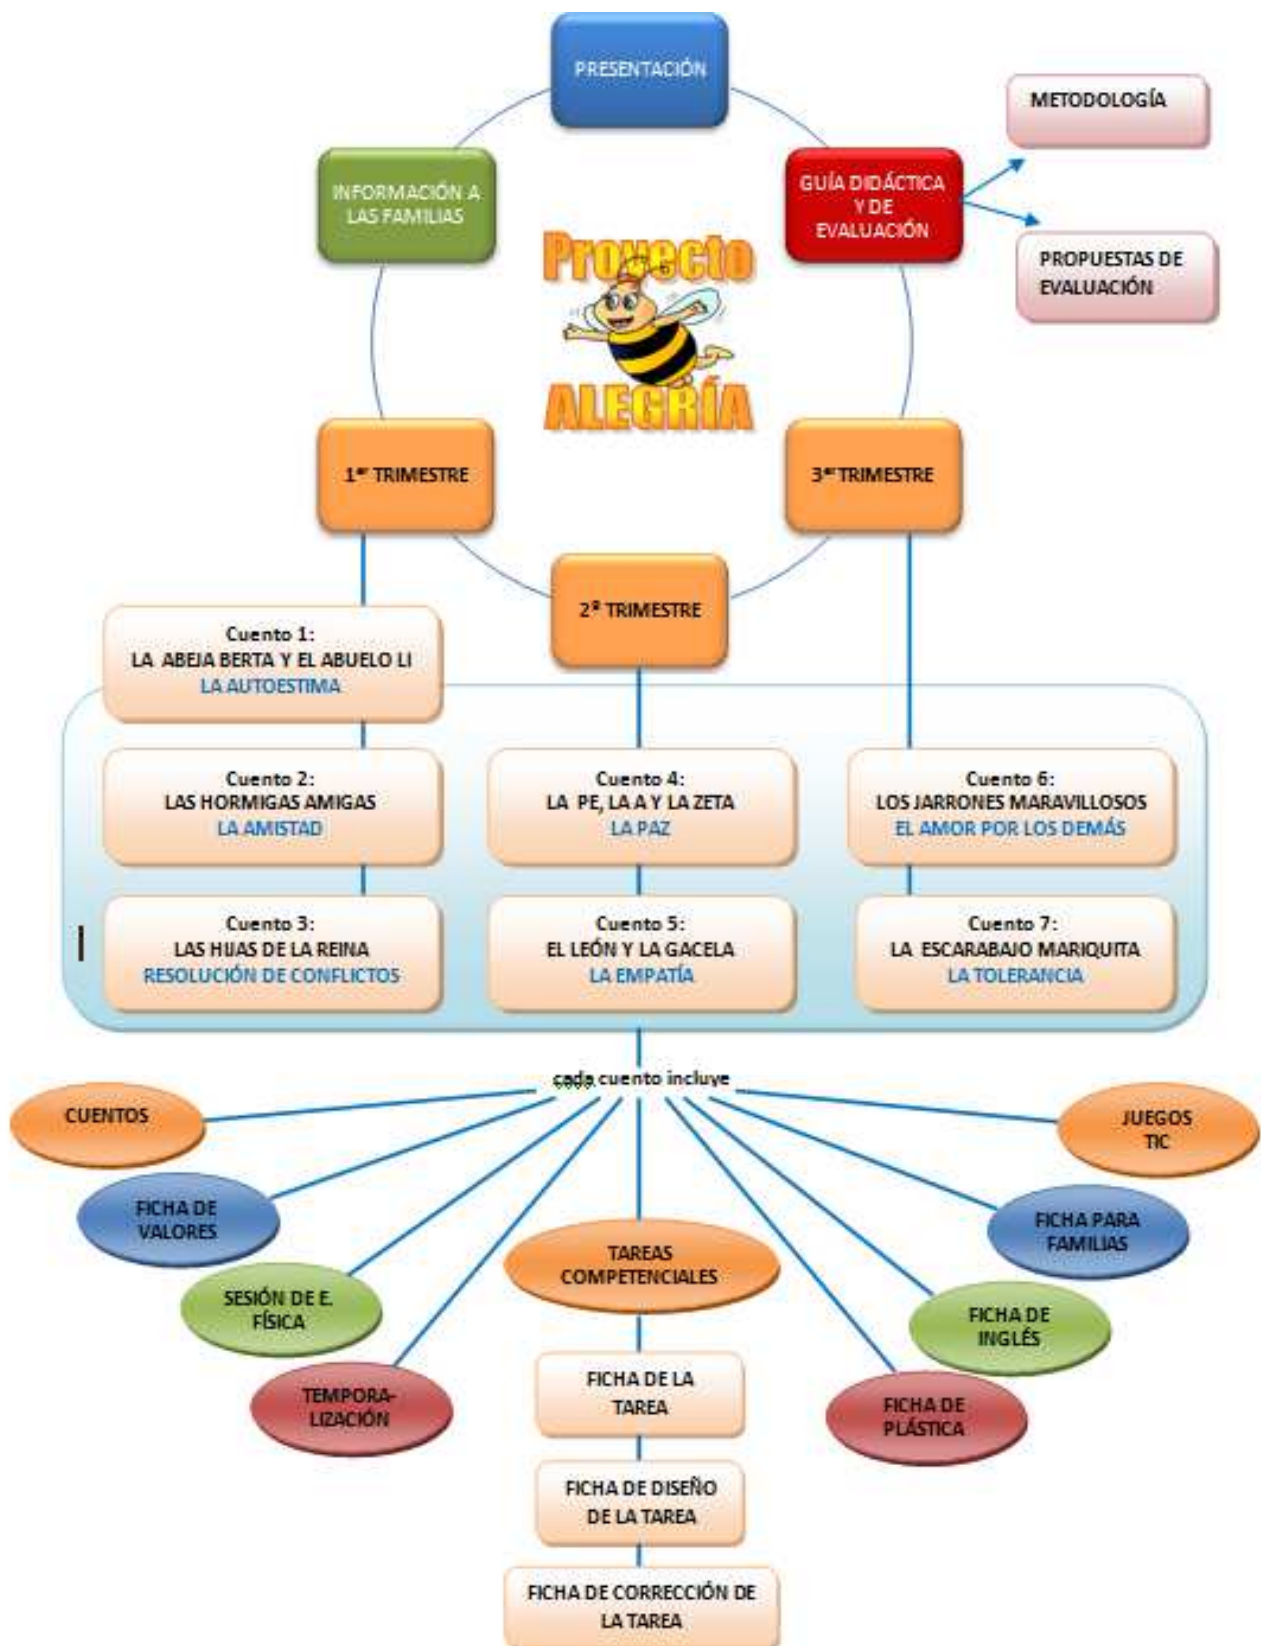 PRESENTACIÓN
METODOLOGÍA
INFORMACIÓN A
LAS FAMILIAS
GUÍA DIDÁCTICA
Y DE
EVALUACIÓN
PROPUESTAS DE
EVALUACIÓN
Proyecto
ALEGRÍA
1er TRIMESTRE
3er TRIMESTRE
2º TRIMESTRE
Cuento 1:
LA ABEJA BERTA Y EL ABUELO LI
LA AUTOESTIMA
Cuento 2:
LAS HORMIGAS AMIGAS
LA AMISTAD
Cuento 4:
LA PE, LA A Y LA ZETA
LA PAZ
Cuento 6:
LOS JARRONES MARAVILLOSOS
EL AMOR POR LOS DEMÁS
Cuento 3:
LAS HIJAS DE LA REINA
RESOLUCIÓN DE CONFLICTOS
Cuento 5:
EL LEÓN Y LA GACELA
LA EMPATÍA
Cuento 7:
LA ESCARABAJO MARIQUITA
LA TOLERANCIA
cada cuento incluye
CUENTOS
JUEGOS
TIC
FICHA DE
VALORES
FICHA PARA
FAMILIAS
SESIÓN DE E.
FÍSICA
TAREAS
COMPETENCIALES
FICHA DE
INGLÉS
TEMPORA-
LIZACIÓN
FICHA DE LA
TAREA
FICHA DE
PLÁSTICA
FICHA DE DISEÑO
DE LA TAREA
FICHA DE CORRECCIÓN DE
LA TAREA